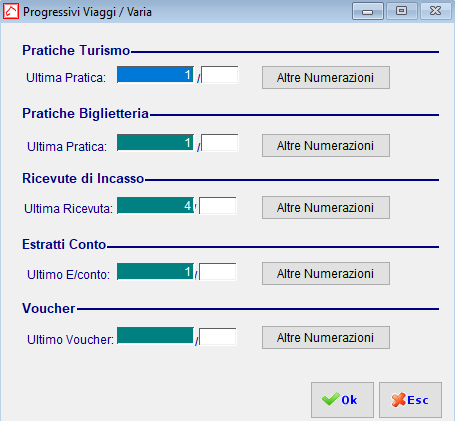 Progressivi Viaggi / Varia
Pratiche Turismo
Ultima Pratica: 1 / Altre Numerazioni
Pratiche Biglietteria
Ultima Pratica: 1 / Altre Numerazioni
Ricevute di Incasso
Ultima Ricevuta: 4 / Altre Numerazioni
Estratti Conto
Ultimo E/conto: 1 / Altre Numerazioni
Voucher
Ultimo Voucher: / Altre Numerazioni
Ok Esc